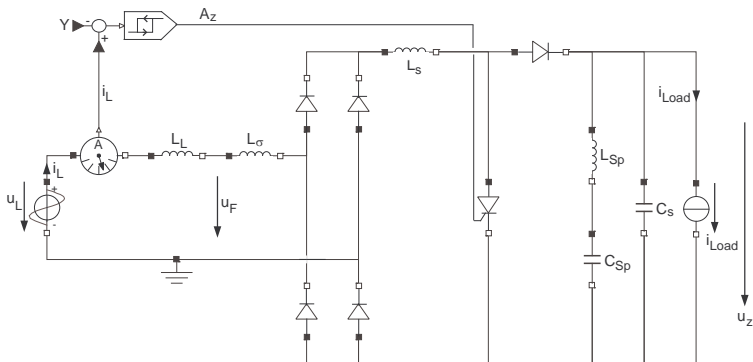 Y
-
+
A_z
i_L
A
L_L
L_σ
L_s
i_L
u_L
+
-
u_F
i_Load
L_Sp
C_s
C_Sp
i_Load
u_z